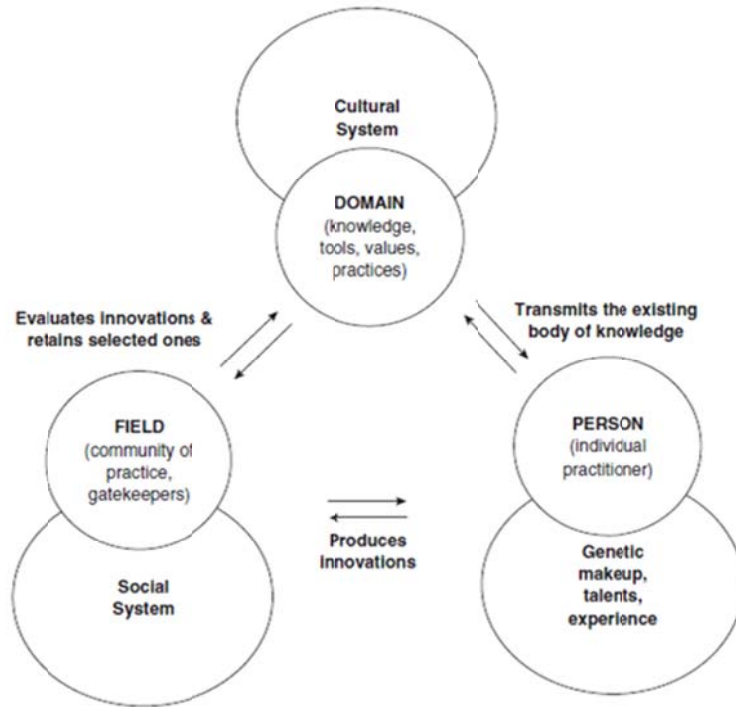 Cultural
System
DOMAIN
(knowledge,
tools, values,
practices)
Evaluates innovations &
retains selected ones
Transmits the existing
body of knowledge
FIELD
(community of
practice,
gatekeepers)
PERSON
(individual
practitioner)
Produces
innovations
Social
System
Genetic
makeup,
talents,
experience